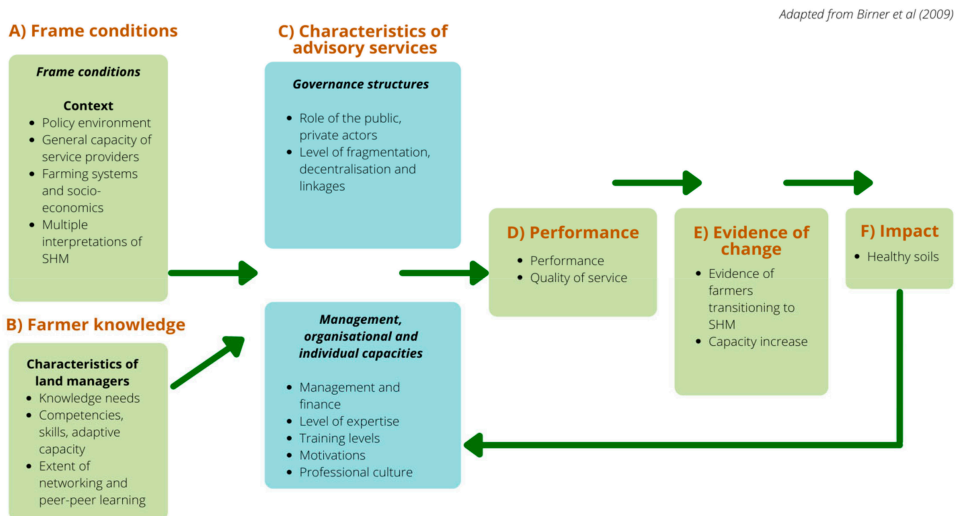 Adapted from Birner et al (2009)
A) Frame conditions
Frame conditions
Context
• Policy environment
• General capacity of
service providers
• Farming systems
and socio-
economics
• Multiple
interpretations of
SHM
B) Farmer knowledge
Characteristics of
land managers
• Knowledge needs
• Competencies,
skills, adaptive
capacity
• Extent of
networking and
peer-peer learning
C) Characteristics of
advisory services
Governance structures
• Role of the public,
private actors
• Level of fragmentation,
decentralisation and
linkages
Management,
organisational and
individual capacities
• Management and
finance
• Level of expertise
• Training levels
• Motivations
• Professional culture
D) Performance
• Performance
• Quality of service
E) Evidence of
change
• Evidence of
farmers
transitioning to
SHM
• Capacity increase
F) Impact
• Healthy soils